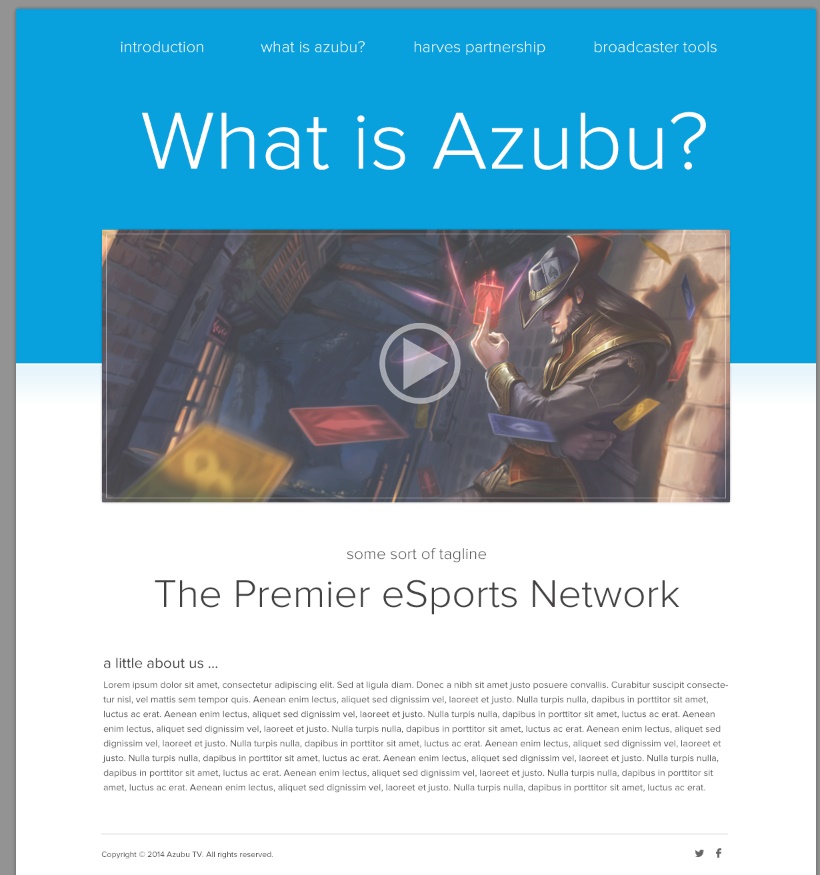 introduction what is azubu? harves partnership broadcaster tools
What is Azubu?
some sort of tagline
The Premier eSports Network
a little about us ...
Lorem ipsum dolor sit amet, consectetur adipiscing elit. Sed at ligula diam. Donec a nibh sit amet justo posuere convallis. Curabitur suscipit consecte-
tur nisl, vel mattis sem tempor quis. Aenean enim lectus, aliquet sed dignissim vel, laoreet et justo. Nulla turpis nulla, dapibus in porttitor sit amet,
luctus ac erat. Aenean enim lectus, aliquet sed dignissim vel, laoreet et justo. Nulla turpis nulla, dapibus in porttitor sit amet, luctus ac erat. Aenean
enim lectus, aliquet sed dignissim vel, laoreet et justo. Nulla turpis nulla, dapibus in porttitor sit amet, luctus ac erat. Aenean enim lectus, aliquet sed
dignissim vel, laoreet et justo. Nulla turpis nulla, dapibus in porttitor sit amet, luctus ac erat. Aenean enim lectus, aliquet sed dignissim vel, laoreet et
justo. Nulla turpis nulla, dapibus in porttitor sit amet, luctus ac erat. Aenean enim lectus, aliquet sed dignissim vel, laoreet et justo. Nulla turpis nulla,
dapibus in porttitor sit amet, luctus ac erat. Aenean enim lectus, aliquet sed dignissim vel, laoreet et justo. Nulla turpis nulla, dapibus in porttitor sit
amet, luctus ac erat. Aenean enim lectus, aliquet sed dignissim vel, laoreet et justo. Nulla turpis nulla, dapibus in porttitor sit amet, luctus ac erat.
Copyright © 2014 Azubu TV. All rights reserved.